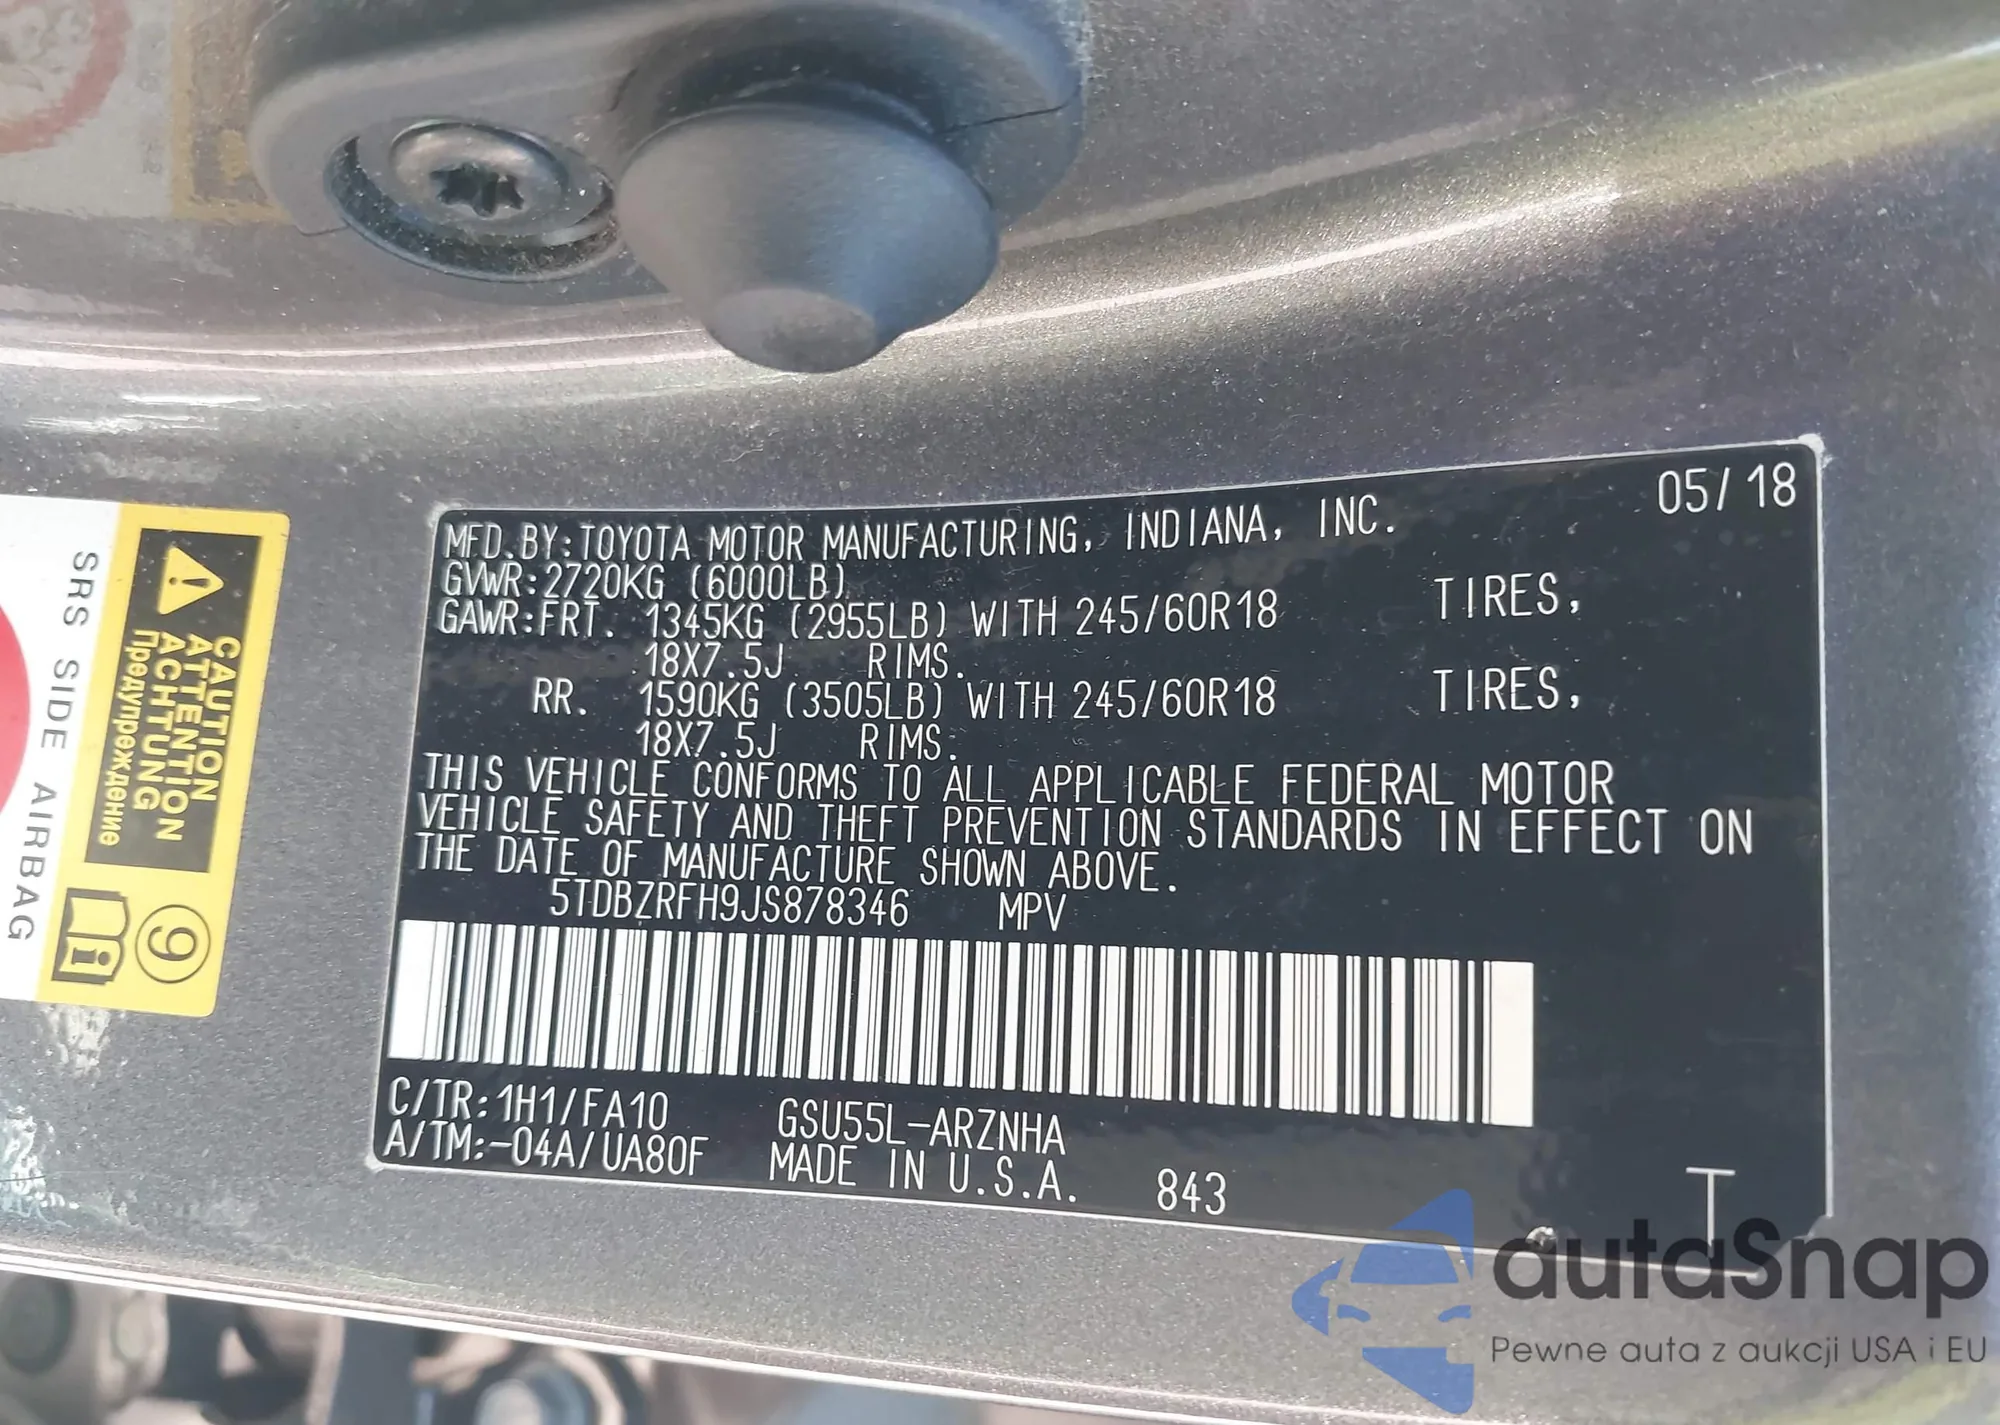 05/18
MFD.BY:TOYOTA MOTOR MANUFACTURING, INDIANA, INC.
GVWR:2720KG (6000LB)
GAWR:FRT. 1345KG (2955LB) WITH 245/60R18 TIRES,
18X7.5J RIMS.
RR. 1590KG (3505LB) WITH 245/60R18 TIRES,
18X7.5J RIMS.
THIS VEHICLE CONFORMS TO ALL APPLICABLE FEDERAL MOTOR
VEHICLE SAFETY AND THEFT PREVENTION STANDARDS IN EFFECT ON
THE DATE OF MANUFACTURE SHOWN ABOVE.
5TDBZRFH9JS878346 MPV
C/TR:1H1/FA10 GSU55L-ARZNHA
A/TM:-04A/UA80F MADE IN U.S.A. 843
T
CAUTION
ATTENTION
ACHTUNG
Предупреждение
9
i
SRS SIDE AIRBAG
autaSnap
Pewne auta z aukcji USA i EU